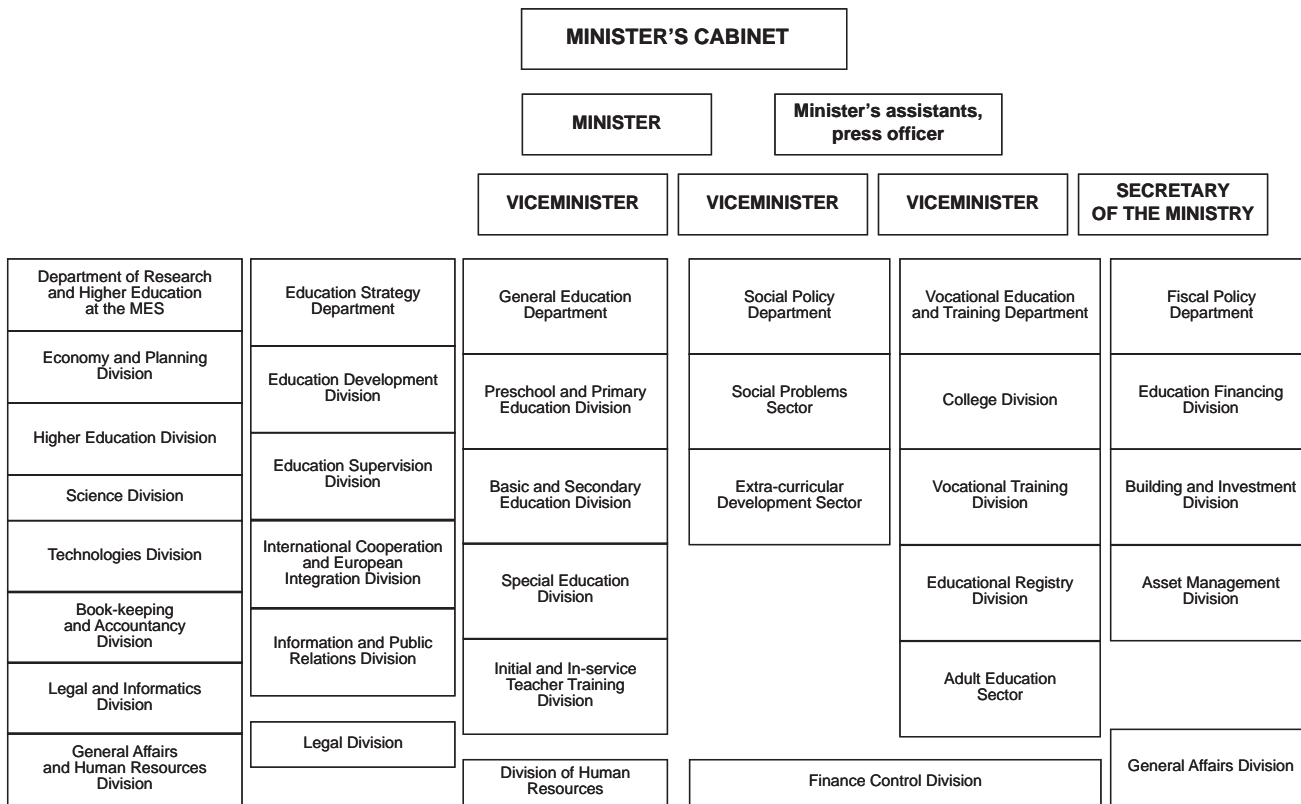 MINISTER'S CABINET
MINISTER
Minister's assistants,
press officer
VICEMINISTER
VICEMINISTER
VICEMINISTER
SECRETARY
OF THE MINISTRY
Department of Research
and Higher Education
at the MES
Economy and Planning
Division
Higher Education Division
Science Division
Technologies Division
Book-keeping
and Accountancy
Division
Legal and Informatics
Division
General Affairs
and Human Resources
Division
Education Strategy
Department
Education Development
Division
Education Supervision
Division
International Cooperation
and European
Integration Division
Information and Public
Relations Division
Legal Division
General Education
Department
Preschool and Primary
Education Division
Basic and Secondary
Education Division
Special Education
Division
Initial and In-service
Teacher Training
Division
Division of Human
Resources
Social Policy
Department
Social Problems
Sector
Extra-curricular
Development Sector
Vocational Education
and Training Department
College Division
Vocational Training
Division
Educational Registry
Division
Adult Education
Sector
Finance Control Division
Fiscal Policy
Department
Education Financing
Division
Building and Investment
Division
Asset Management
Division
General Affairs Division